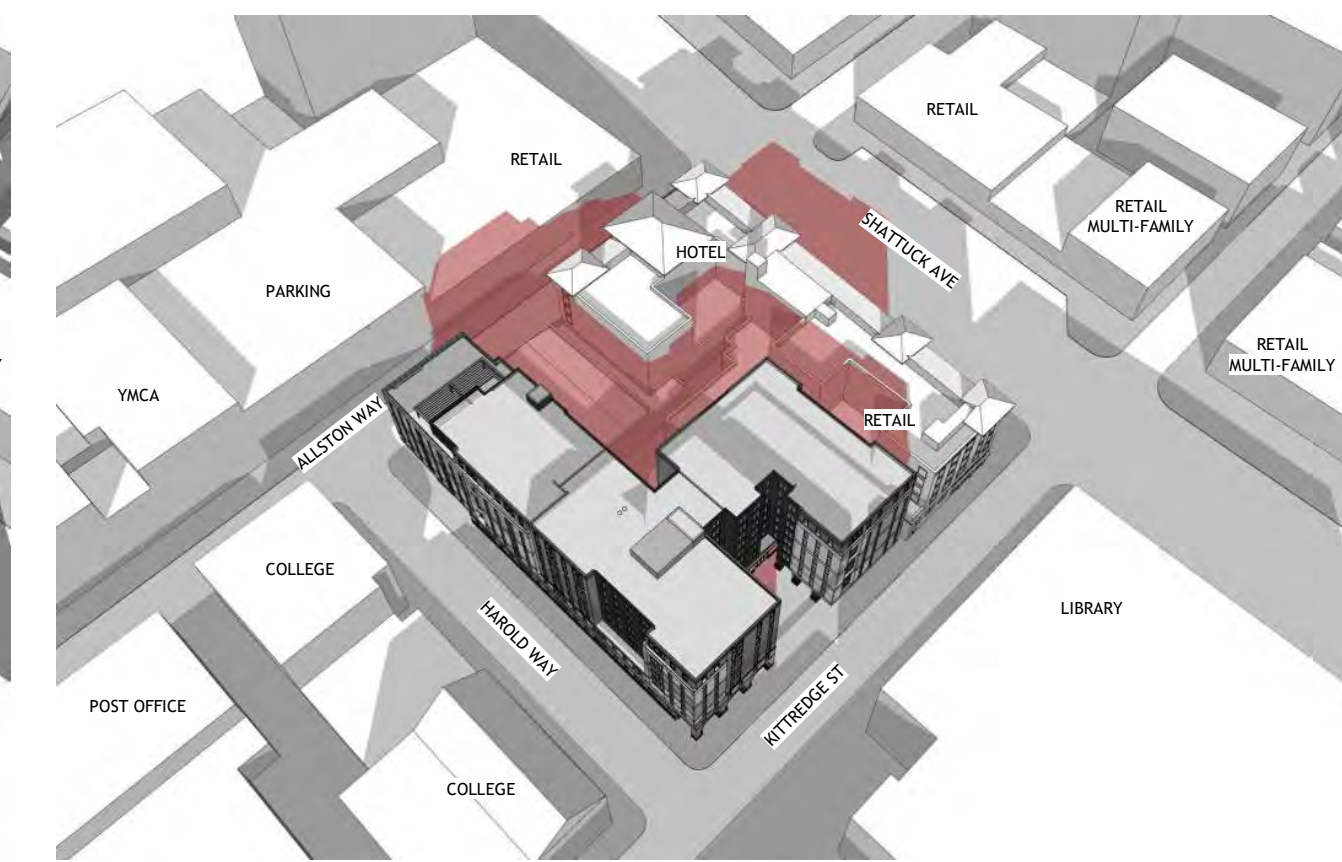 RETAIL
RETAIL
SHATTUCK AVE
RETAIL
MULTI-FAMILY
HOTEL
PARKING
RETAIL
MULTI-FAMILY
YMCA
ALLSTON WAY
RETAIL
COLLEGE
LIBRARY
HAROLD WAY
POST OFFICE
KITTREDGE ST
COLLEGE